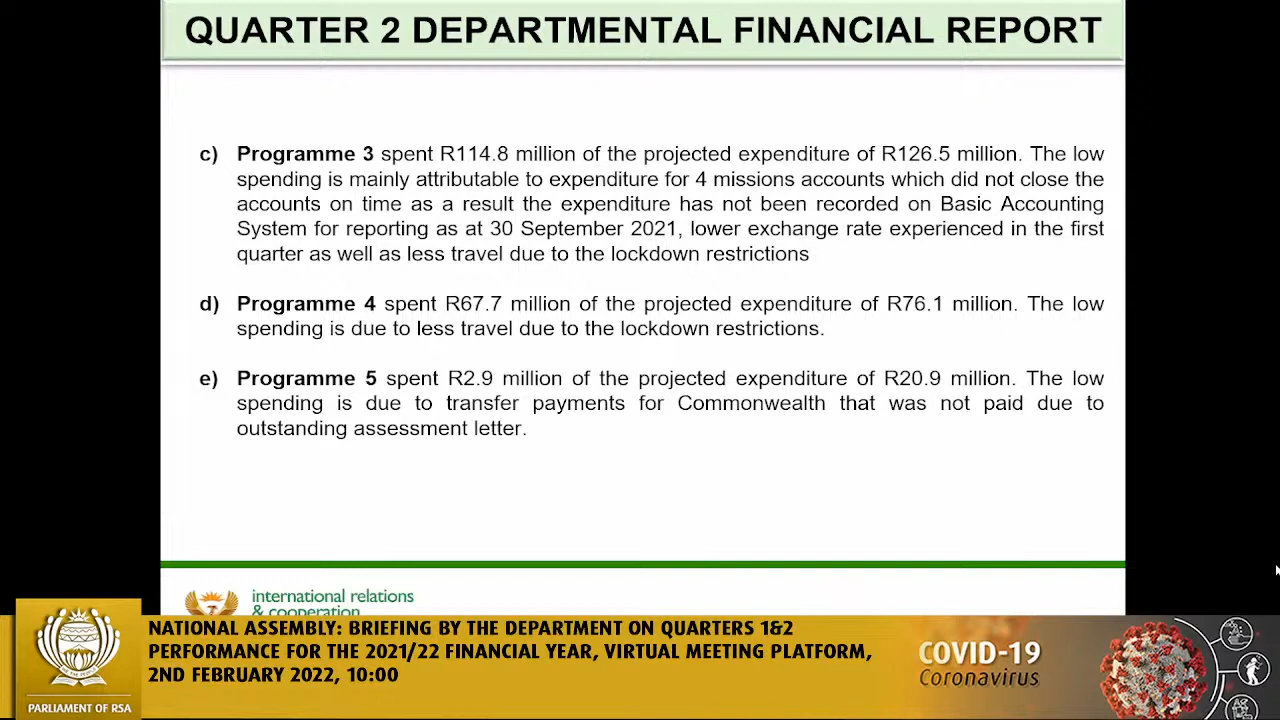 QUARTER 2 DEPARTMENTAL FINANCIAL REPORT
c) Programme 3 spent R114.8 million of the projected expenditure of R126.5 million. The low
spending is mainly attributable to expenditure for 4 missions accounts which did not close the
accounts on time as a result the expenditure has not been recorded on Basic Accounting
System for reporting as at 30 September 2021, lower exchange rate experienced in the first
quarter as well as less travel due to the lockdown restrictions
d) Programme 4 spent R67.7 million of the projected expenditure of R76.1 million. The low
spending is due to less travel due to the lockdown restrictions.
e) Programme 5 spent R2.9 million of the projected expenditure of R20.9 million. The low
spending is due to transfer payments for Commonwealth that was not paid due to
outstanding assessment letter.
international relations
& cooperation
NATIONAL ASSEMBLY: BRIEFING BY THE DEPARTMENT ON QUARTERS 1&2
PERFORMANCE FOR THE 2021/22 FINANCIAL YEAR, VIRTUAL MEETING PLATFORM,
2ND FEBRUARY 2022, 10:00
PARLIAMENT OF RSA
COVID-19
Coronavirus